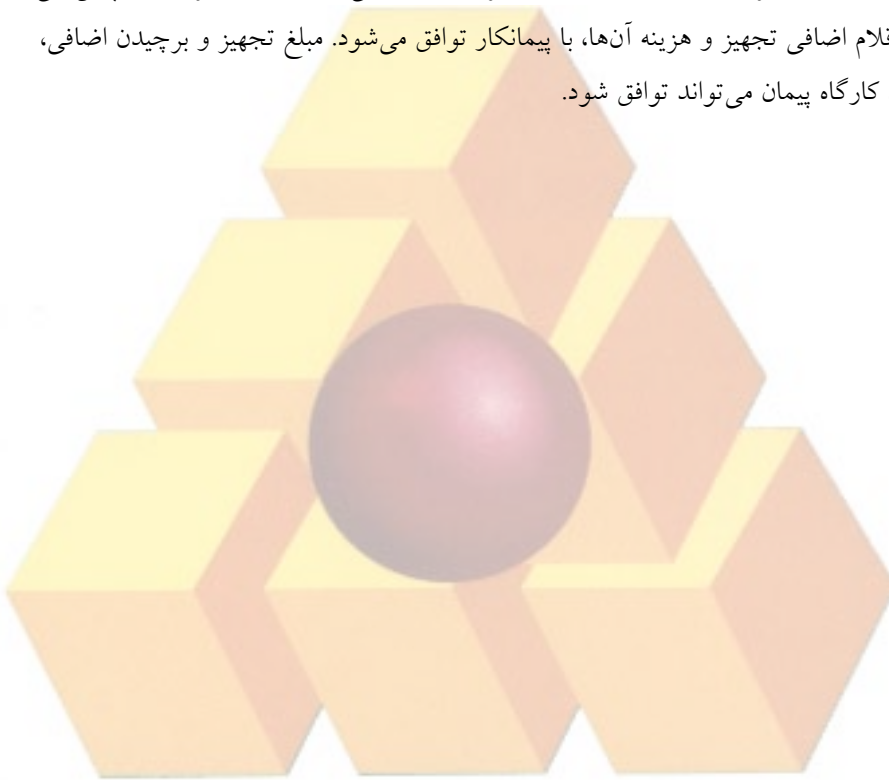 قلام اضافی تجهیز و هزینه آن‌ها، با پیمانکار توافق می‌شود. مبلغ تجهیز و برچیدن اضافی،
کارگاه پیمان می‌تواند توافق شود.